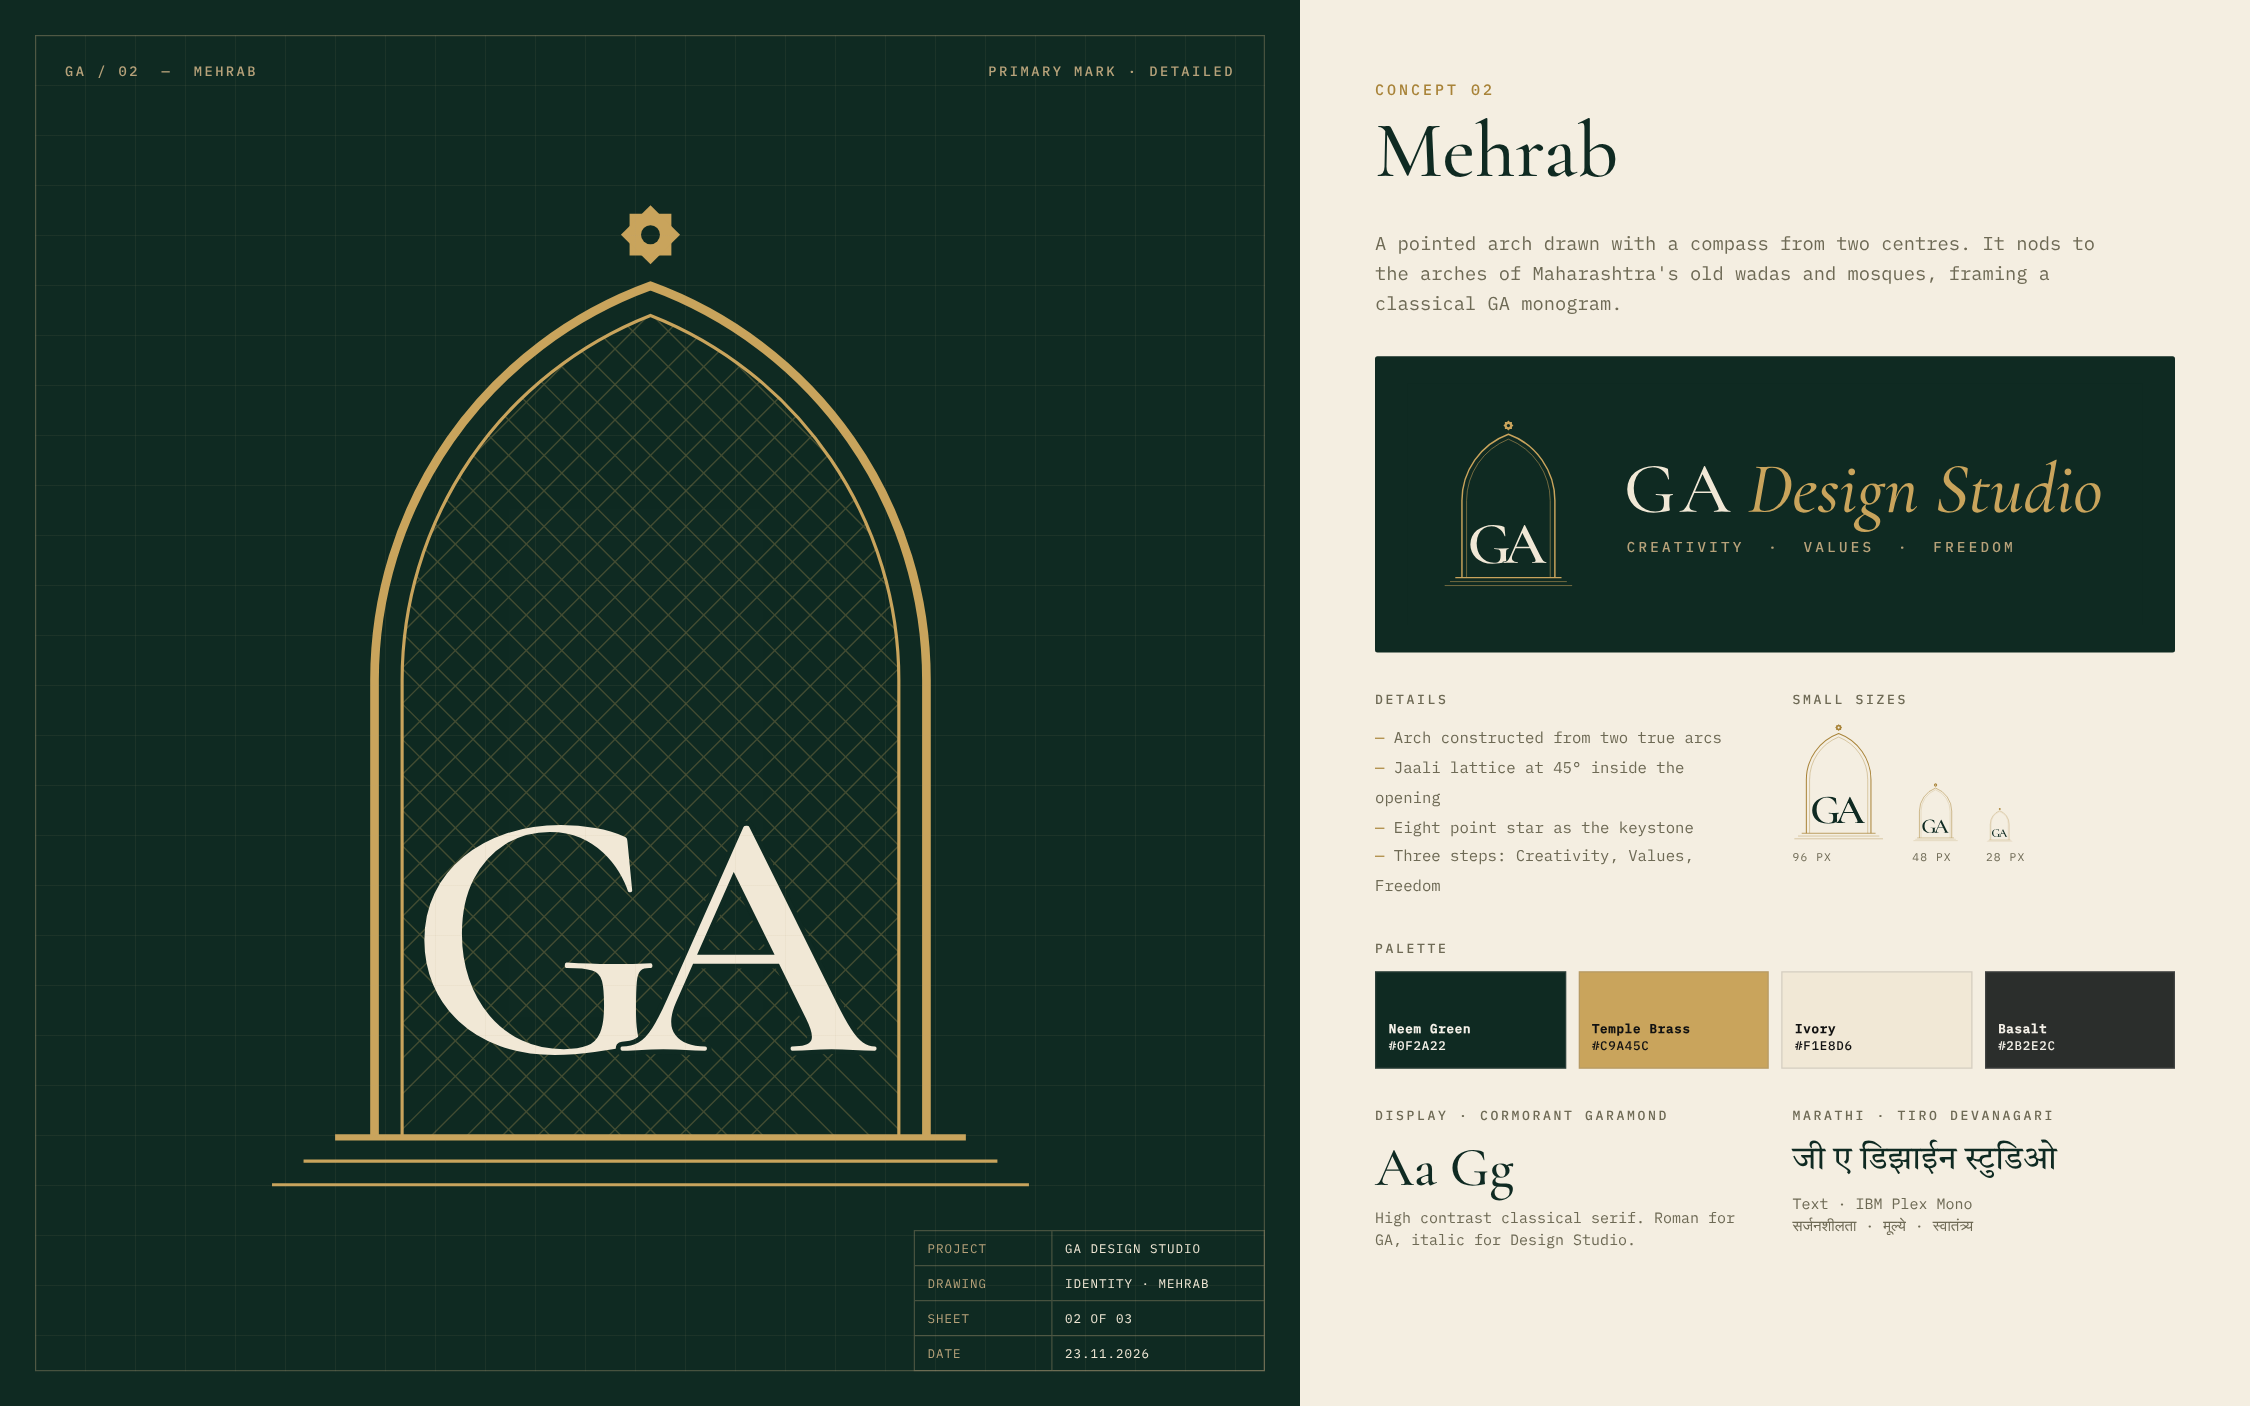 GA / 02 — MEHRAB
PRIMARY MARK · DETAILED
GA
PROJECT GA DESIGN STUDIO
DRAWING IDENTITY · MEHRAB
SHEET 02 OF 03
DATE 23.11.2026
CONCEPT 02
Mehrab
A pointed arch drawn with a compass from two centres. It nods to
the arches of Maharashtra's old wadas and mosques, framing a
classical GA monogram.
GA
GA Design Studio
CREATIVITY · VALUES · FREEDOM
DETAILS
— Arch constructed from two true arcs
— Jaali lattice at 45° inside the
opening
— Eight point star as the keystone
— Three steps: Creativity, Values,
Freedom
SMALL SIZES
GA GA GA
96 PX 48 PX 28 PX
PALETTE
Neem Green
#0F2A22
Temple Brass
#C9A45C
Ivory
#F1E8D6
Basalt
#2B2E2C
DISPLAY · CORMORANT GARAMOND
Aa Gg
High contrast classical serif. Roman for
GA, italic for Design Studio.
MARATHI · TIRO DEVANAGARI
जी ए डिझाईन स्टुडिओ
Text · IBM Plex Mono
सर्जनशीलता · मूल्ये · स्वातंत्र्य